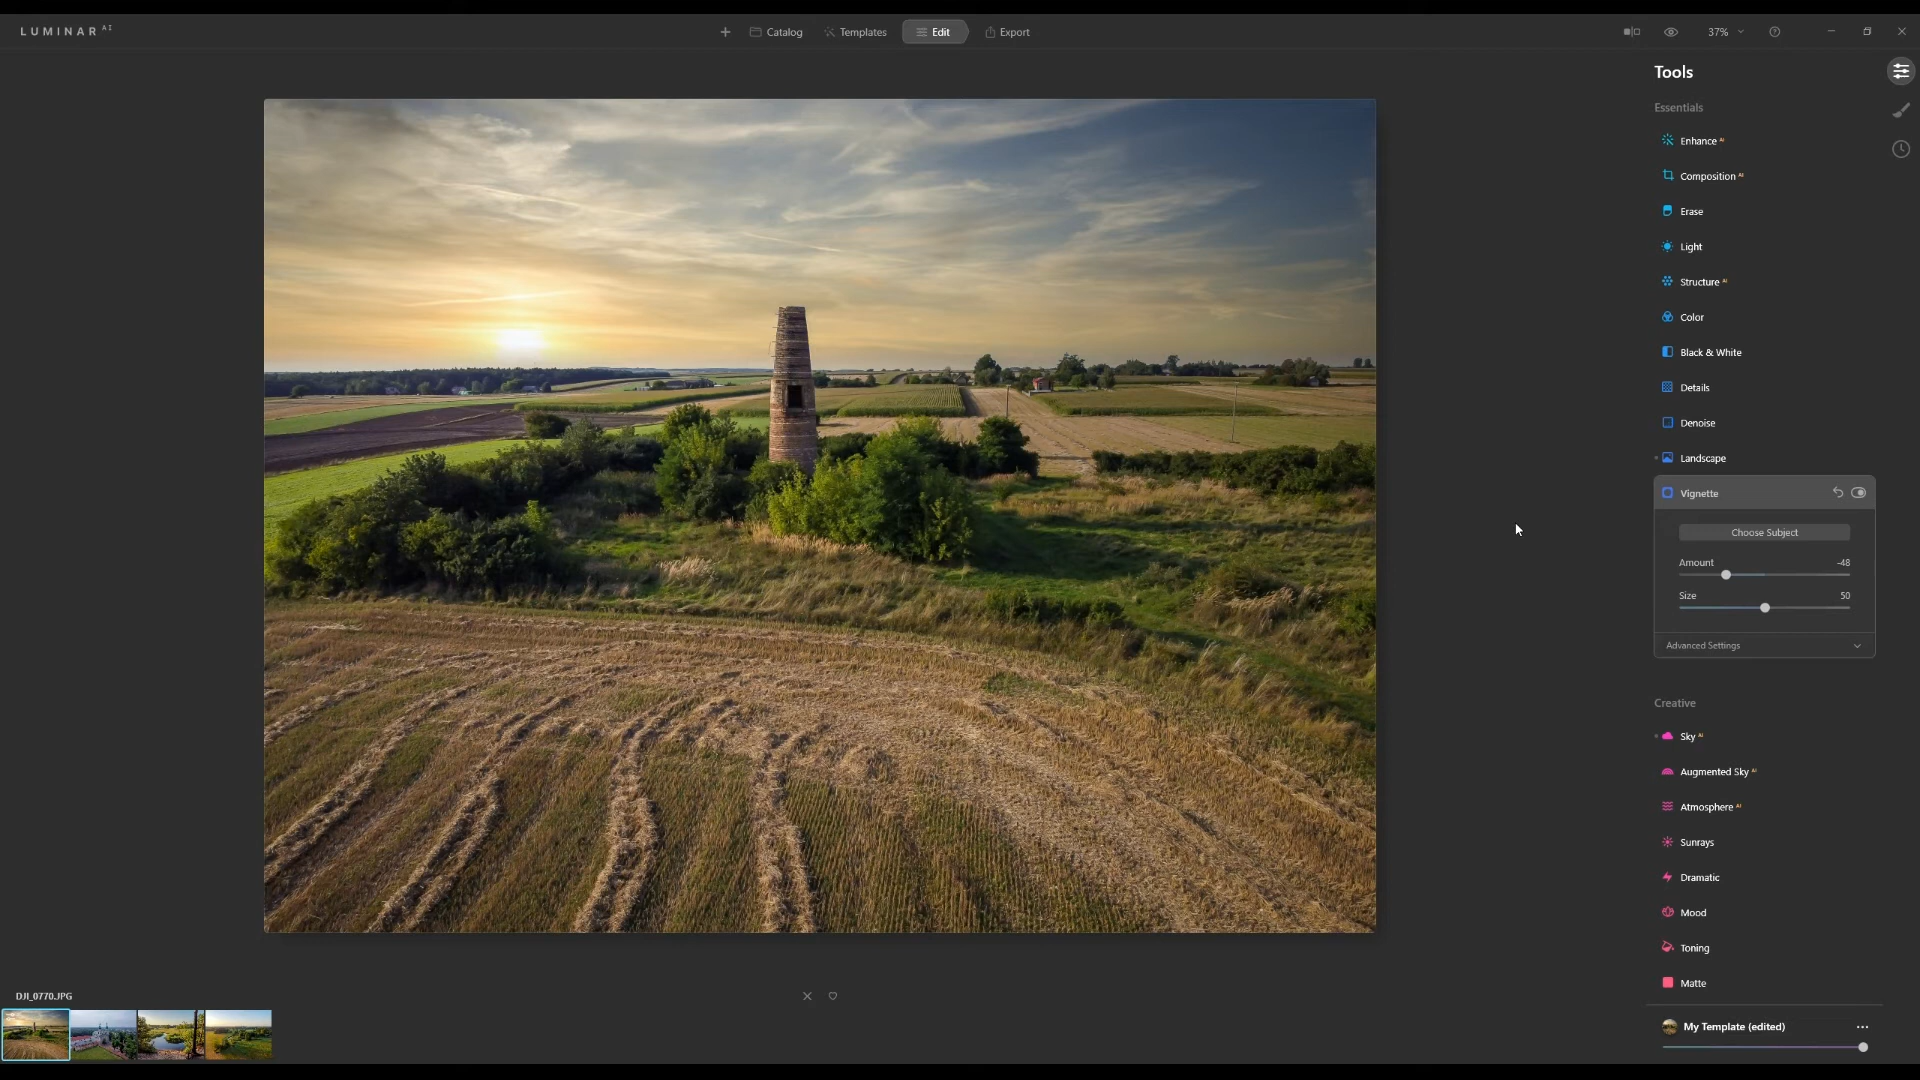 LUMINAR AI
Catalog
Templates
Edit
Export
37%
Tools
Essentials
Enhance AI
Composition AI
Erase
Light
Structure AI
Color
Black & White
Details
Denoise
Landscape
Vignette
Choose Subject
Amount -48
Size 50
Advanced Settings
Creative
Sky AI
Augmented Sky AI
Atmosphere AI
Sunrays
Dramatic
Mood
Toning
Matte
DJI_0770.JPG
My Template (edited)